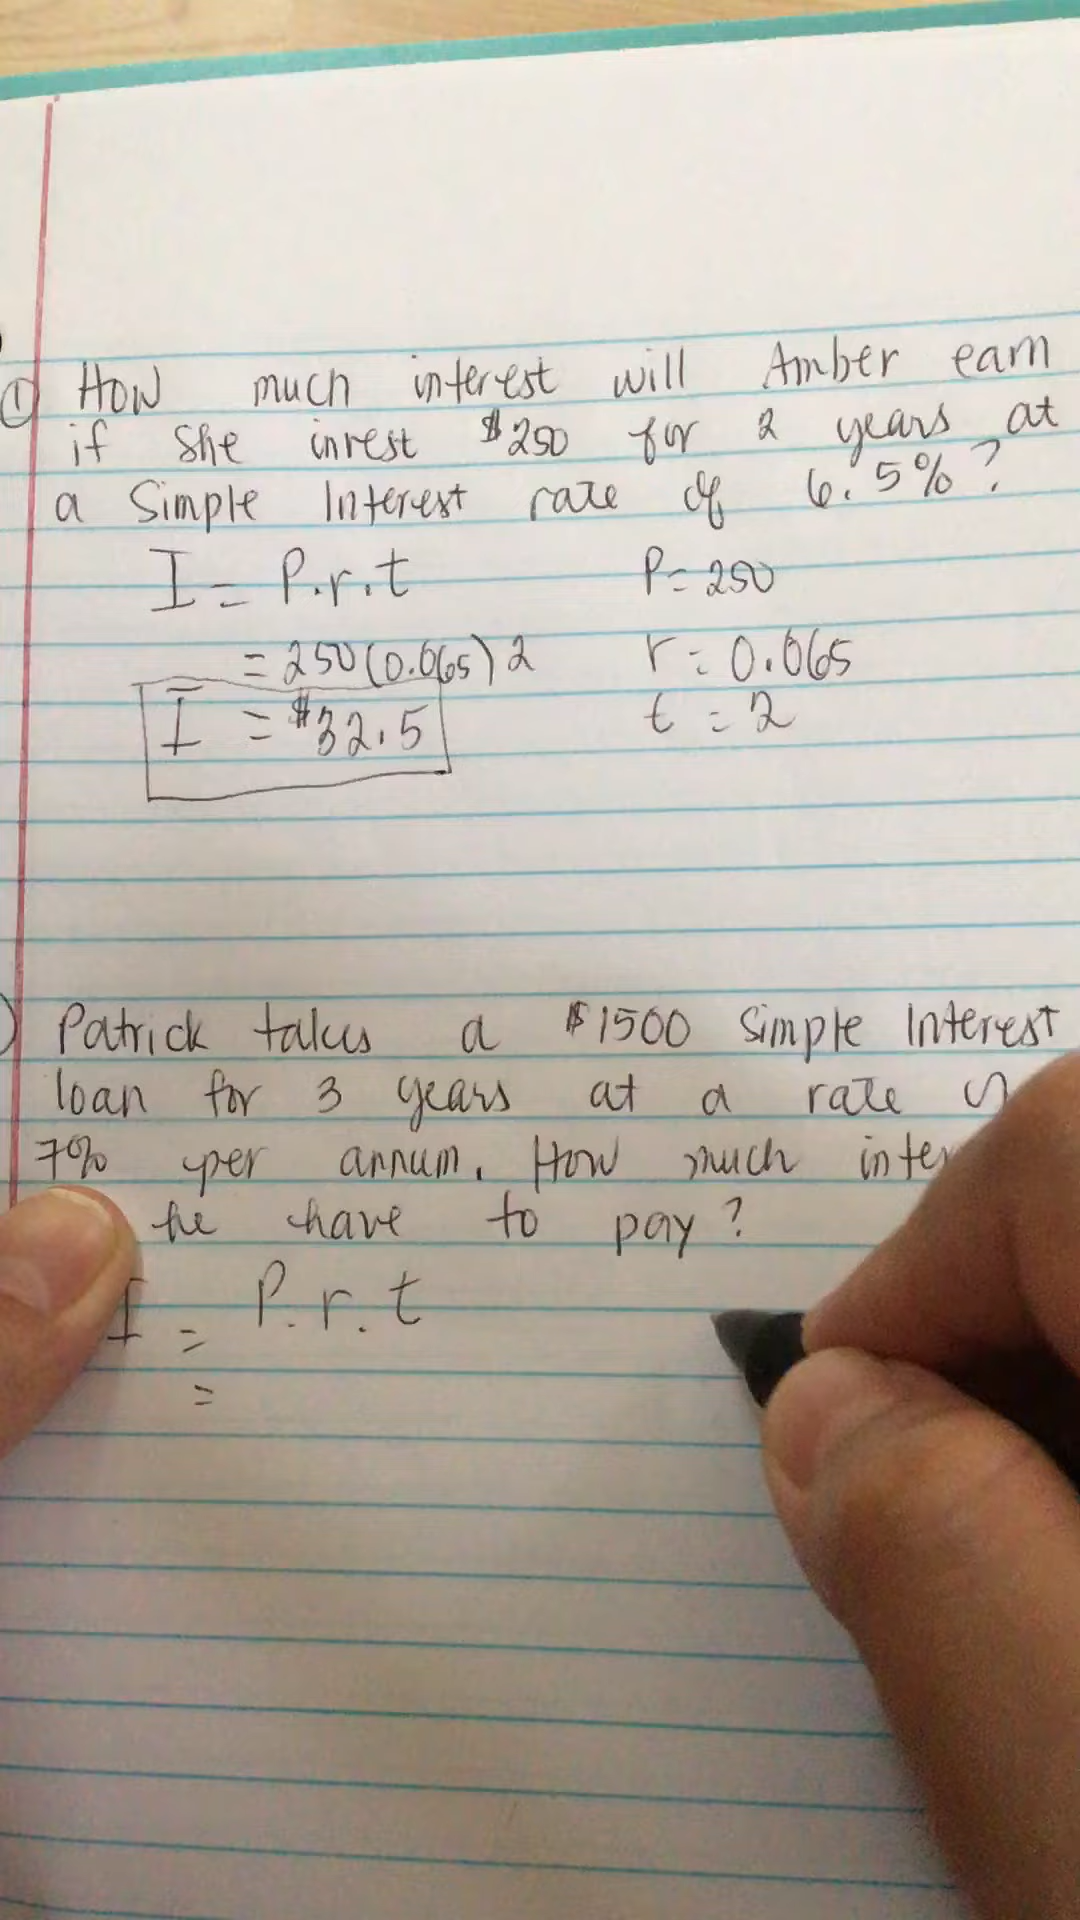 ① How much interest will Amber earn
if she invest $250 for 2 years at
a Simple Interest rate of 6.5%?
I = P.r.t P = 250
= 250(0.065)2 r = 0.065
I = $32.5 t = 2
Patrick takes a $1500 Simple Interest
loan for 3 years at a rate
7% per annum. How much inte
he have to pay?
I = P.r.t
=